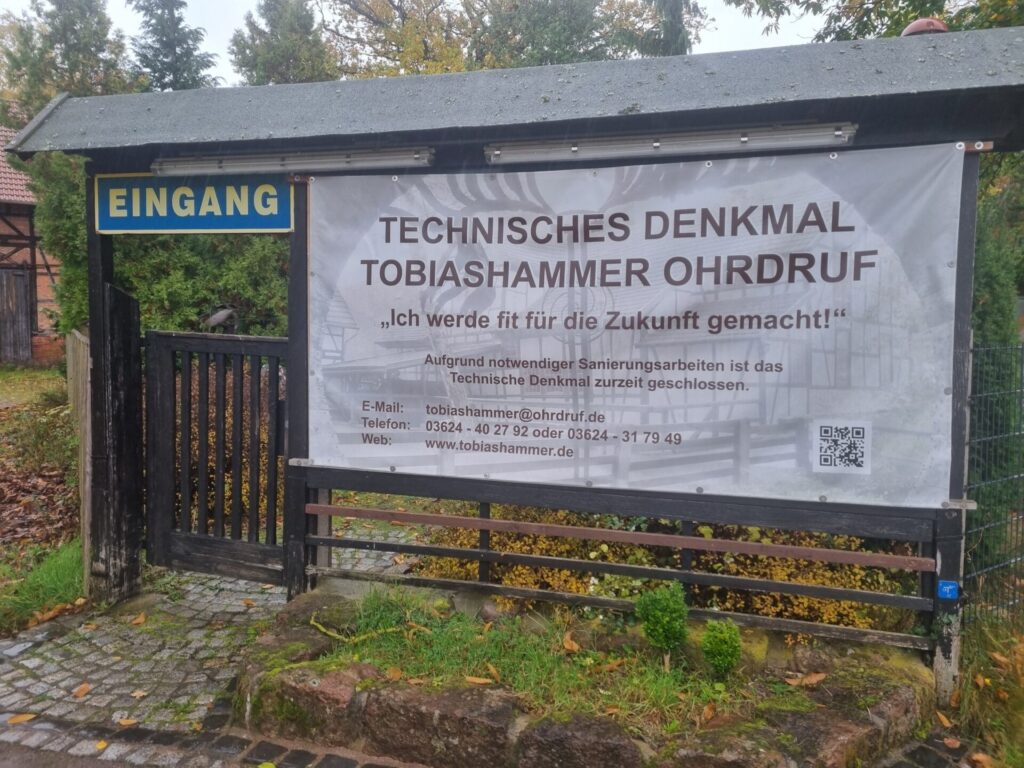 EINGANG
TECHNISCHES DENKMAL
TOBIASHAMMER OHRDRUF
„Ich werde fit für die Zukunft gemacht!“
Aufgrund notwendiger Sanierungsarbeiten ist das
Technische Denkmal zurzeit geschlossen.
E-Mail: tobiashammer@ohrdruf.de
Telefon: 03624 - 40 27 92 oder 03624 - 31 79 49
Web: www.tobiashammer.de